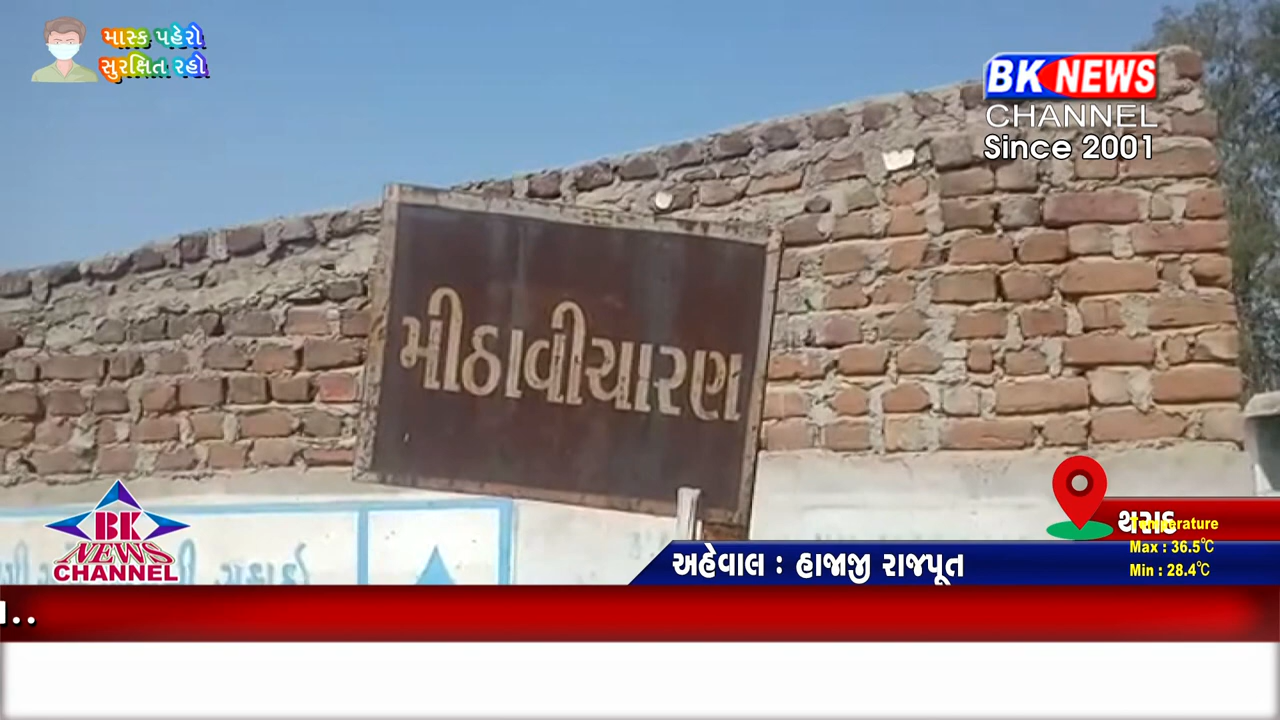 માસ્ક પહેરો
સુરક્ષિત રહો
BK NEWS
CHANNEL
Since 2001
મીઠાવીચારણ
BK
NEWS
CHANNEL
થરાદ
Temperature
Max : 36.5℃
Min : 28.4℃
અહેવાલ : હાજાજી રાજપૂત